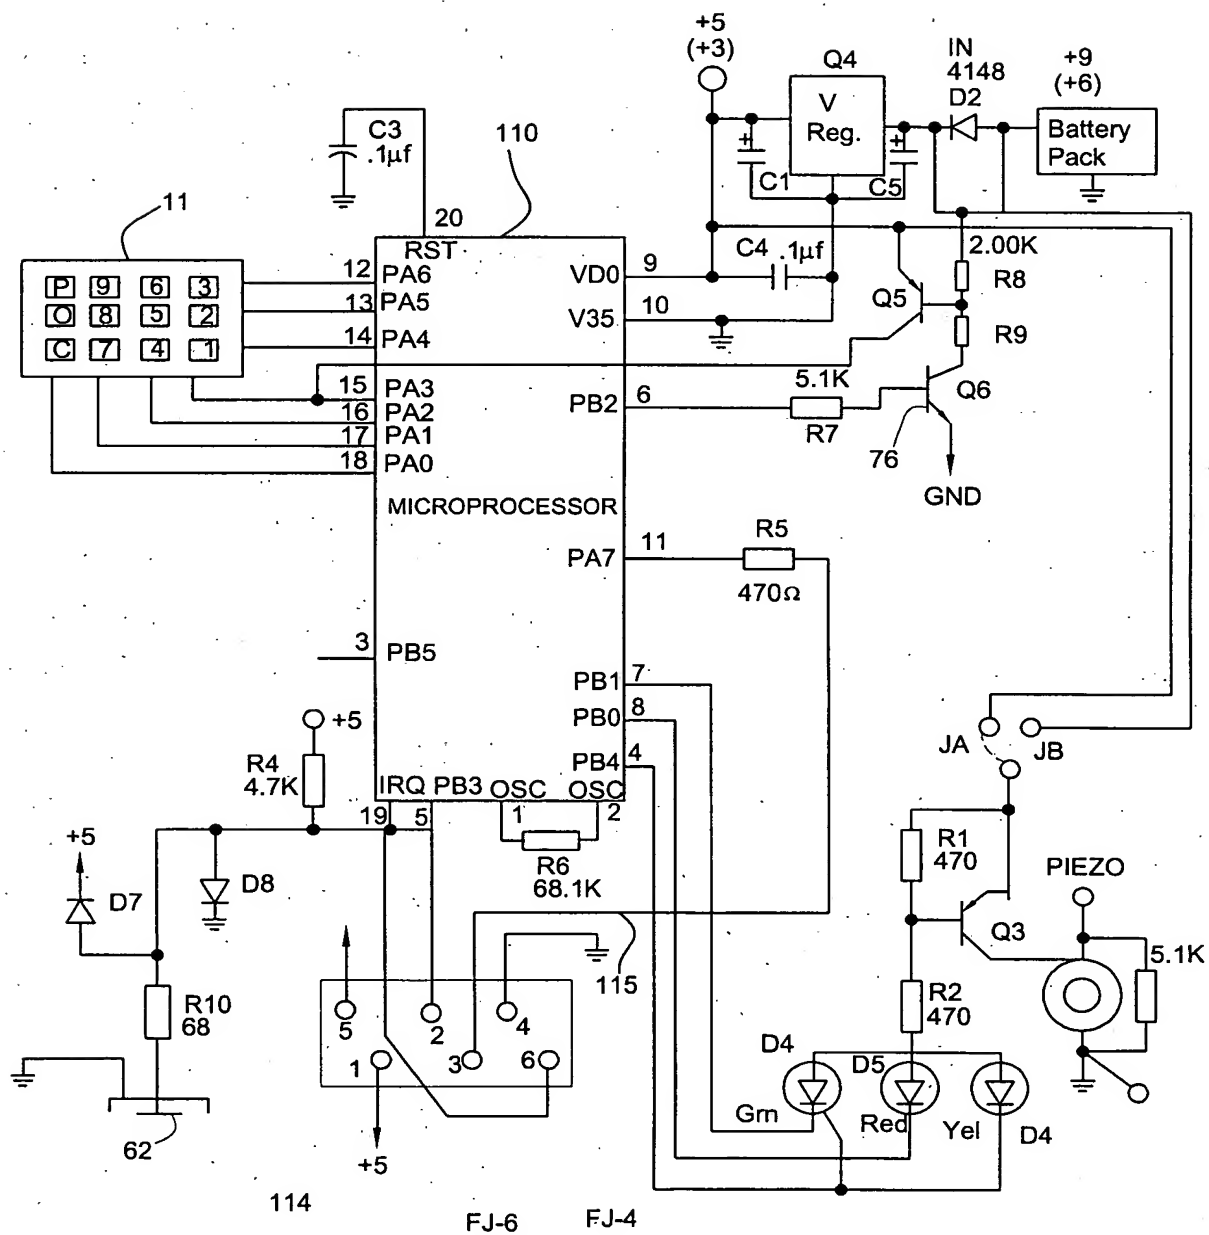 +5
(+3)
Q4
IN
4148
D2
+9
(+6)
V
Reg.
Battery
Pack
+
C1
+
C5
C3
.1µf
110
11
20
RST
P 9 6 3
O 8 5 2
C 7 4 1
12
PA6
13
PA5
14
PA4
15
PA3
16
PA2
17
PA1
18
PA0
VD0
9
V35
10
C4
.1µf
2.00K
R8
Q5
R9
Q6
5.1K
PB2
6
R7
76
GND
MICROPROCESSOR
PA7
11
R5
470Ω
3
PB5
PB1
7
PB0
8
PB4
4
+5
R4
4.7K
IRQ
PB3
OSC
OSC
19
5
1
2
R6
68.1K
JA
JB
R1
470
PIEZO
Q3
5.1K
+5
D7
D8
R10
68
115
5
2
4
1
3
6
R2
470
D4
D5
Grn
Red
Yel
D4
62
+5
114
FJ-6
FJ-4